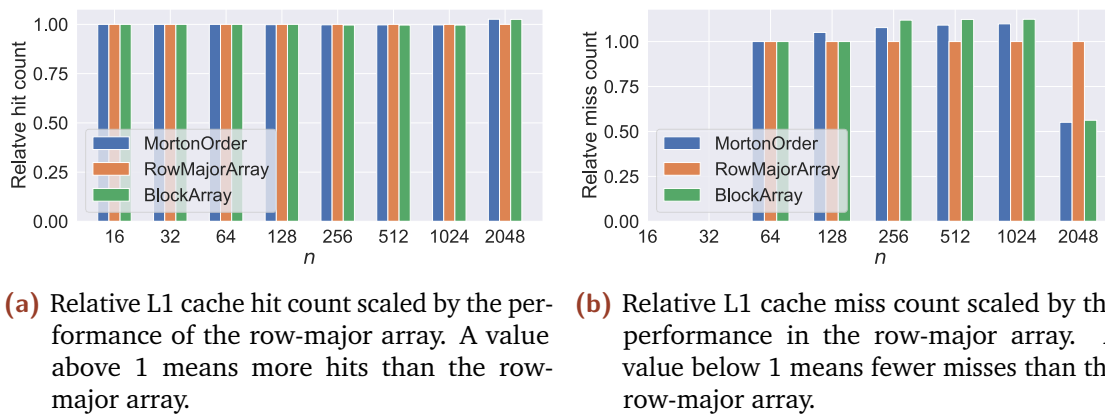 1.00
0.75
0.50
0.25
0.00
Relatve hit count
MortonOrder
RowMajorArray
BlockArray
16 32 64 128 256 512 1024 2048
n
1.00
0.75
0.50
0.25
0.00
Relatve miss count
MortonOrder
RowMajorArray
BlockArray
16 32 64 128 256 512 1024 2048
n
(a) Relative L1 cache hit count scaled by the per-
formance of the row-major array. A value
above 1 means more hits than the row-
major array.
(b) Relative L1 cache miss count scaled by th
performance in the row-major array.
value below 1 means fewer misses than th
row-major array.